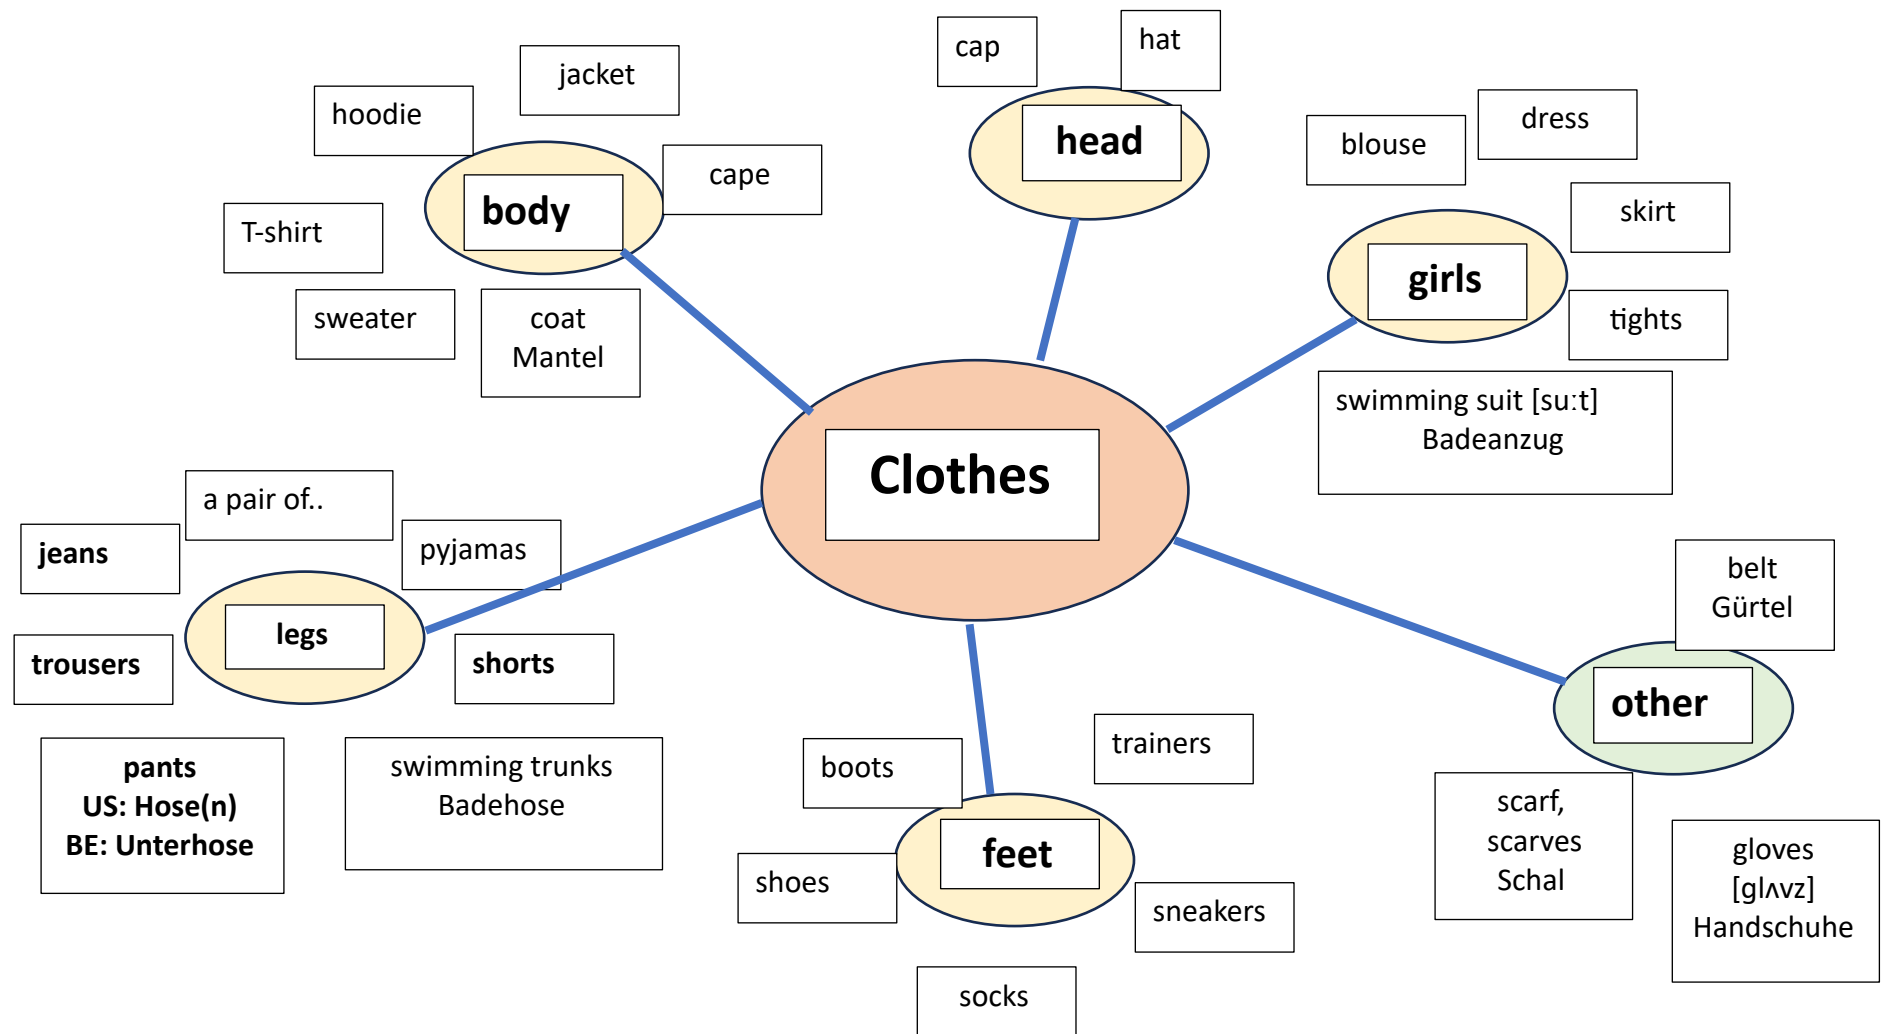 cap
hat
jacket
hoodie
head
dress
blouse
cape
body
skirt
T-shirt
girls
sweater
coat
Mantel
tights
swimming suit [suːt]
Badeanzug
Clothes
a pair of..
jeans
pyjamas
belt
Gürtel
legs
trousers
shorts
other
trainers
pants
US: Hose(n)
BE: Unterhose
swimming trunks
Badehose
boots
scarf,
scarves
Schal
feet
gloves
[glʌvz]
Handschuhe
shoes
sneakers
socks